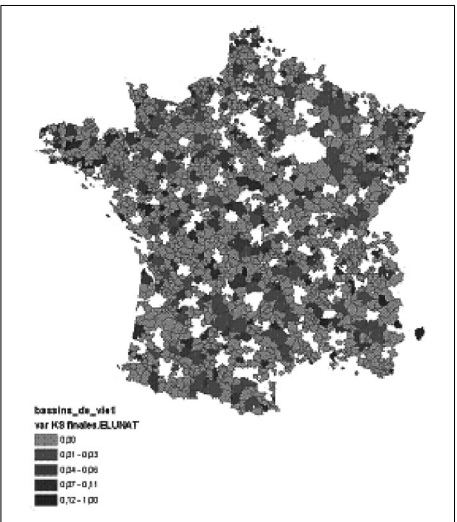 bassins_de_vie1
var KS finales.ELUNAT
0,00
0,01 - 0,03
0,04 - 0,06
0,07 - 0,11
0,12 - 1,00